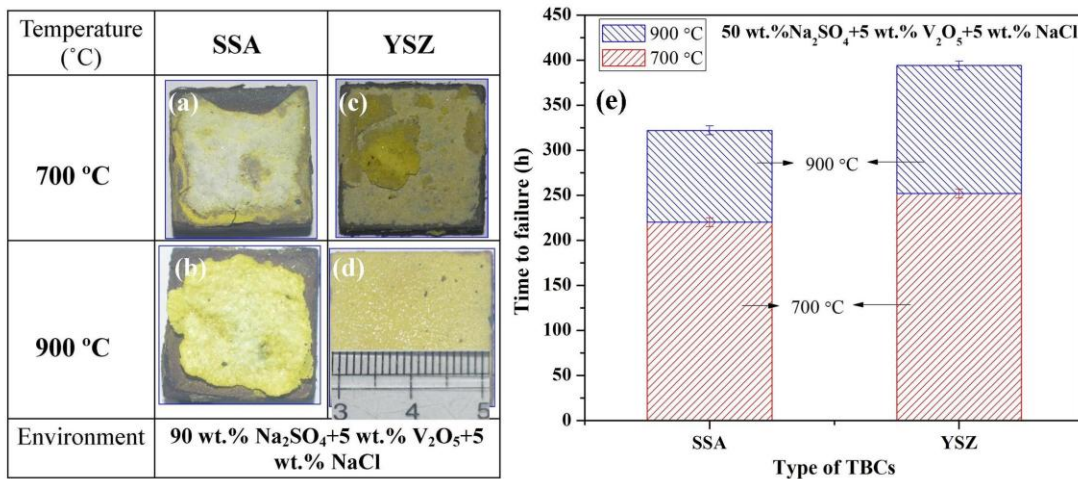 Temperature
(˚C)
SSA
YSZ
700 ºC
(a)
(c)
900 ºC
(b)
(d)
3 4 5
Environment
90 wt.% Na₂SO₄+5 wt.% V₂O₅+5
wt.% NaCl
(e)
900 °C
700 °C
50 wt.%Na₂SO₄+5 wt.% V₂O₅+5 wt.% NaCl
Time to failure (h)
450
400
350
300
250
200
150
100
50
0
900 °C
700 °C
SSA
YSZ
Type of TBCs